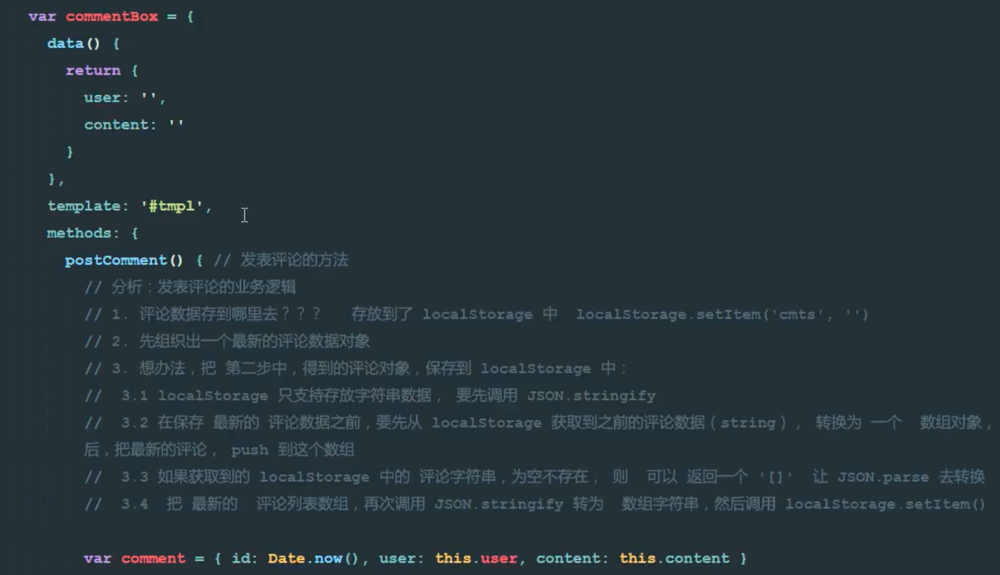 var commentBox = {
data() {
return {
user: '',
content: ''
}
},
template: '#tmpl',
methods: {
postComment() { // 发表评论的方法
// 分析：发表评论的业务逻辑
// 1. 评论数据存到哪里去？？？ 存放到了 localStorage 中 localStorage.setItem('cmts', '')
// 2. 先组织出一个最新的评论数据对象
// 3. 想办法，把 第二步中，得到的评论对象，保存到 localStorage 中：
// 3.1 localStorage 只支持存放字符串数据， 要先调用 JSON.stringify
// 3.2 在保存 最新的 评论数据之前，要先从 localStorage 获取到之前的评论数据（string）， 转换为 一个 数组对象，
后，把最新的评论， push 到这个数组
// 3.3 如果获取到的 localStorage 中的 评论字符串，为空不存在， 则 可以 返回一个 '[]' 让 JSON.parse 去转换
// 3.4 把 最新的 评论列表数组，再次调用 JSON.stringify 转为 数组字符串，然后调用 localStorage.setItem()
var comment = { id: Date.now(), user: this.user, content: this.content }